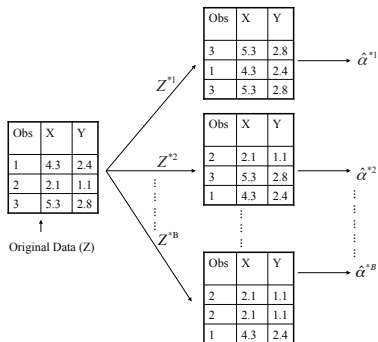 Obs X Y
3 5.3 2.8
1 4.3 2.4
3 5.3 2.8
Z*1
α̂*1
Obs X Y
1 4.3 2.4
2 2.1 1.1
3 5.3 2.8
Original Data (Z)
Z*2
Obs X Y
2 2.1 1.1
3 5.3 2.8
1 4.3 2.4
α̂*2
Z*B
Obs X Y
2 2.1 1.1
2 2.1 1.1
1 4.3 2.4
α̂*B